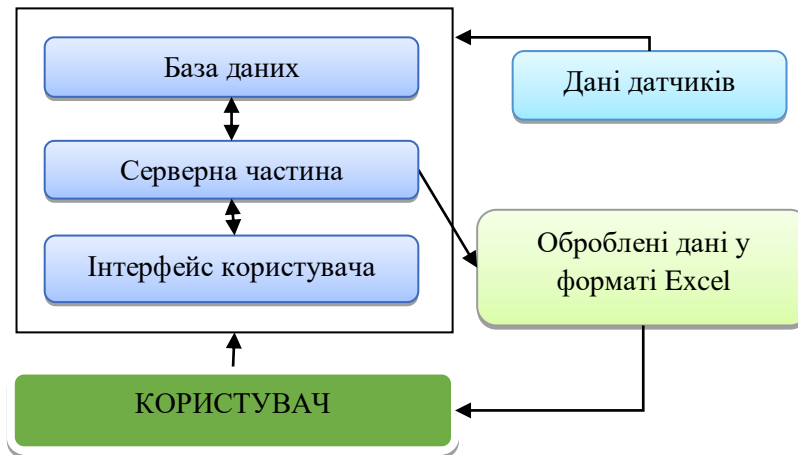 База даних
Дані датчиків
Серверна частина
Інтерфейс користувача
Оброблені дані у
форматі Excel
КОРИСТУВАЧ